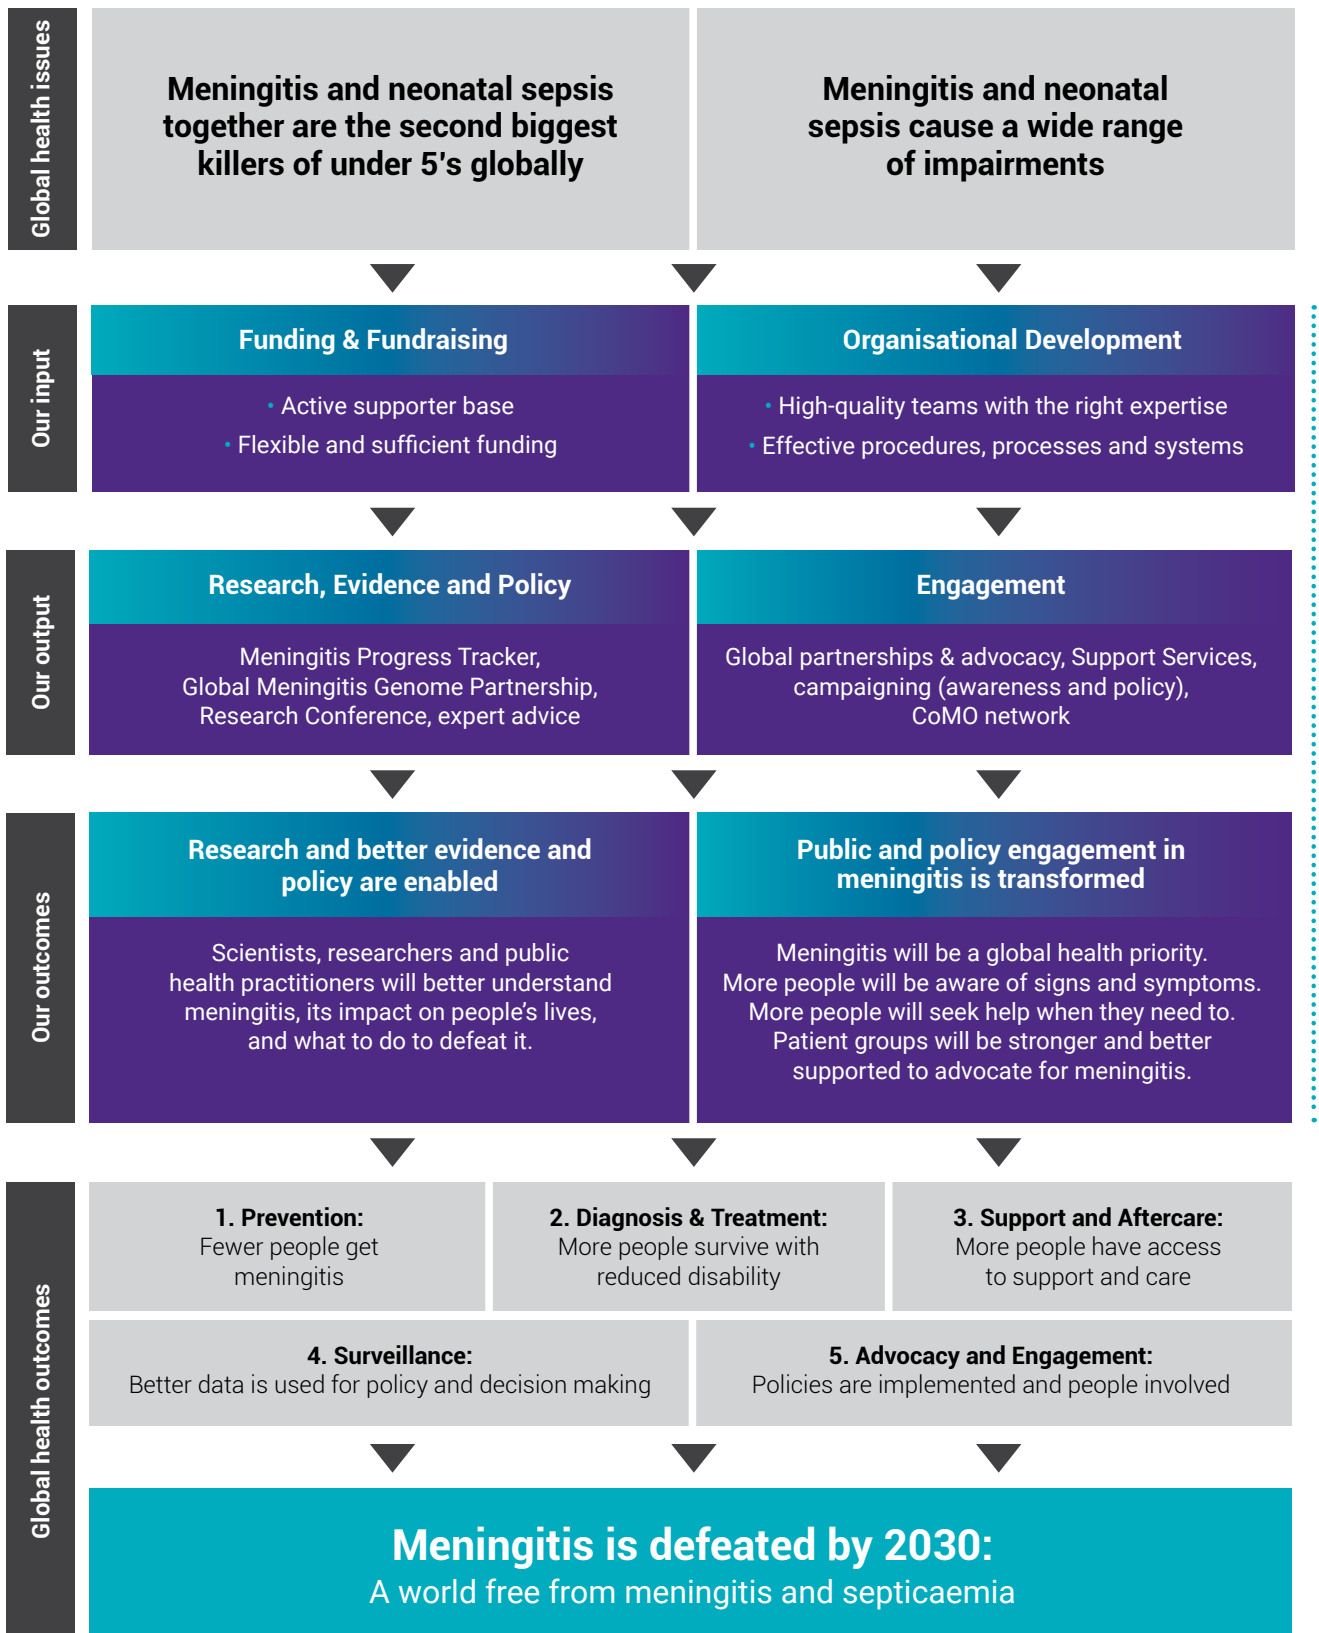 Global health issues
Meningitis and neonatal sepsis
together are the second biggest
killers of under 5's globally
Meningitis and neonatal
sepsis cause a wide range
of impairments
Our input
Funding & Fundraising
• Active supporter base
• Flexible and sufficient funding
Organisational Development
• High-quality teams with the right expertise
• Effective procedures, processes and systems
Our output
Research, Evidence and Policy
Meningitis Progress Tracker,
Global Meningitis Genome Partnership,
Research Conference, expert advice
Engagement
Global partnerships & advocacy, Support Services,
campaigning (awareness and policy),
CoMO network
Our outcomes
Research and better evidence and
policy are enabled
Scientists, researchers and public
health practitioners will better understand
meningitis, its impact on people's lives,
and what to do to defeat it.
Public and policy engagement in
meningitis is transformed
Meningitis will be a global health priority.
More people will be aware of signs and symptoms.
More people will seek help when they need to.
Patient groups will be stronger and better
supported to advocate for meningitis.
Global health outcomes
1. Prevention:
Fewer people get
meningitis
2. Diagnosis & Treatment:
More people survive with
reduced disability
3. Support and Aftercare:
More people have access
to support and care
4. Surveillance:
Better data is used for policy and decision making
5. Advocacy and Engagement:
Policies are implemented and people involved
Meningitis is defeated by 2030:
A world free from meningitis and septicaemia